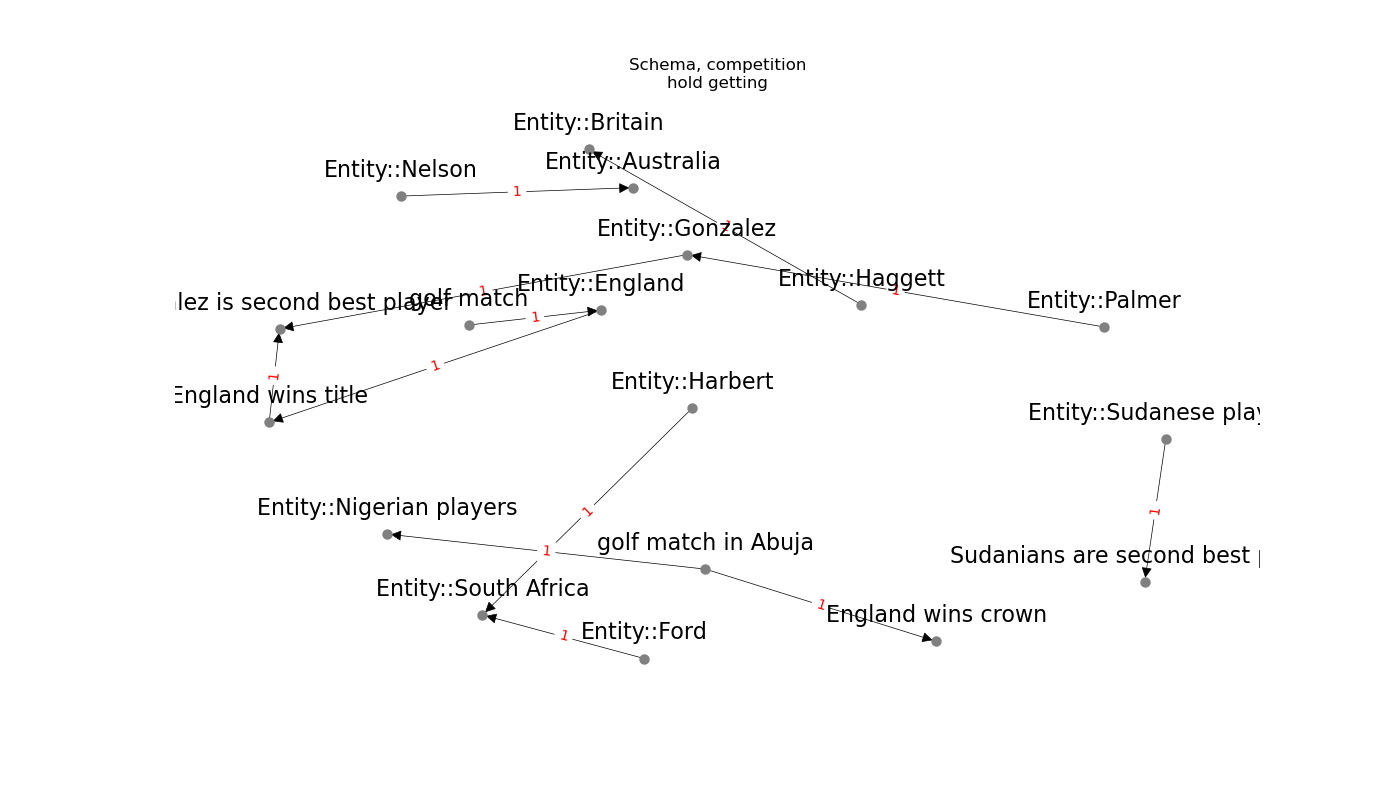 Schema, competition
hold getting
Entity::Britain
Entity::Australia
Entity::Nelson
Entity::Gonzalez
Entity::Haggett
Entity::England
golf match
lez is second best player
Entity::Palmer
England wins title
Entity::Harbert
Entity::Sudanese play
Entity::Nigerian players
golf match in Abuja
Sudanians are second best
Entity::South Africa
England wins crown
Entity::Ford
1
1
1
1
1
1
1
1
1
1
1
1